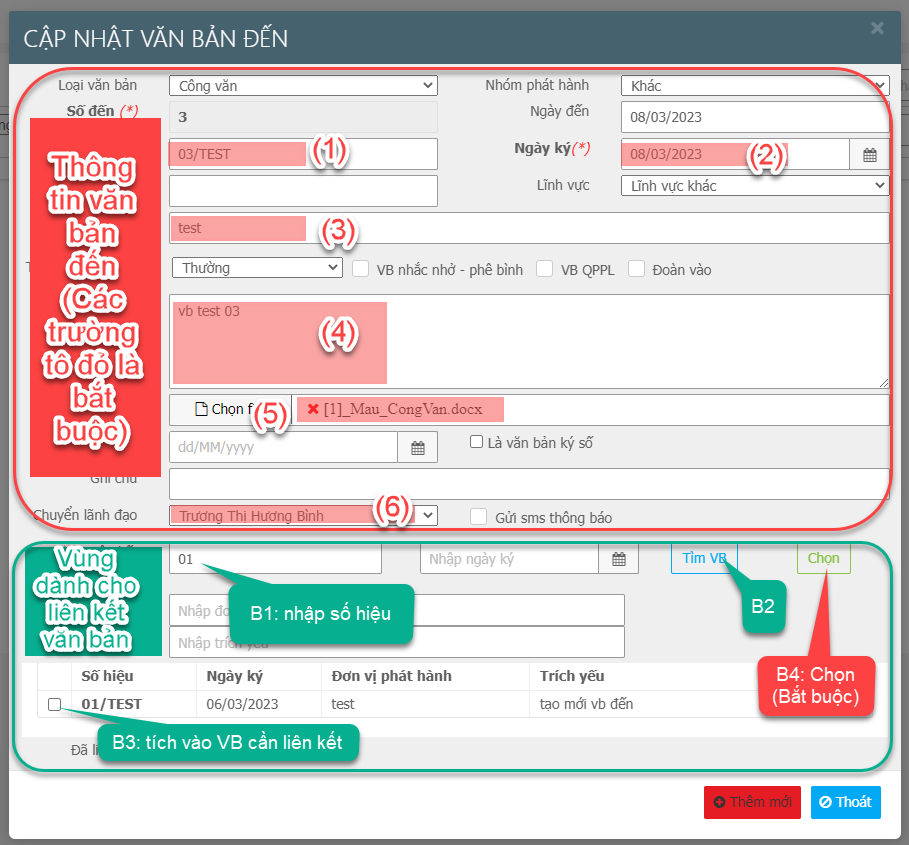 CẬP NHẬT VĂN BẢN ĐẾN
Loại văn bản Công văn Nhóm phát hành Khác
Số đến (*) 3 Ngày đến 08/03/2023
03/TEST (1) Ngày ký(*) 08/03/2023 (2)
Lĩnh vực Lĩnh vực khác
test (3)
Thông
tin văn
bản
đến
(Các
trường
tô đỏ là
bắt
buộc)
Thường VB nhắc nhở - phê bình VB QPPL Đoàn vào
vb test 03 (4)
Chọn (5) [1]_Mau_CongVan.docx
dd/MM/yyyy Là văn bản ký số
Ghi chú
Chuyển lãnh đạo Trương Thị Hương Bình (6) Gửi sms thông báo
Vùng
dành cho
liên kết
văn bản
01 Nhập ngày ký Tìm VB Chọn
B1: nhập số hiệu
B2
Nhập
Nhập trích yếu
B4: Chọn
(Bắt buộc)
Số hiệu Ngày ký Đơn vị phát hành Trích yếu
01/TEST 06/03/2023 test tạo mới vb đến
B3: tích vào VB cần liên kết
Đã
Thêm mới Thoát